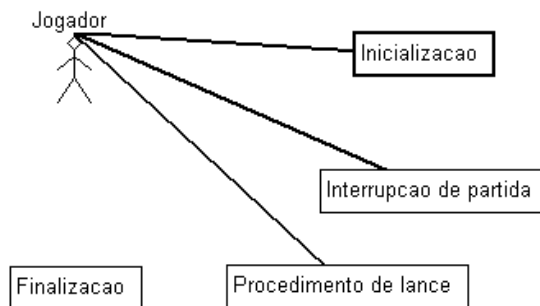 Jogador
Inicializacao
Interrupcao de partida
Finalizacao
Procedimento de lance